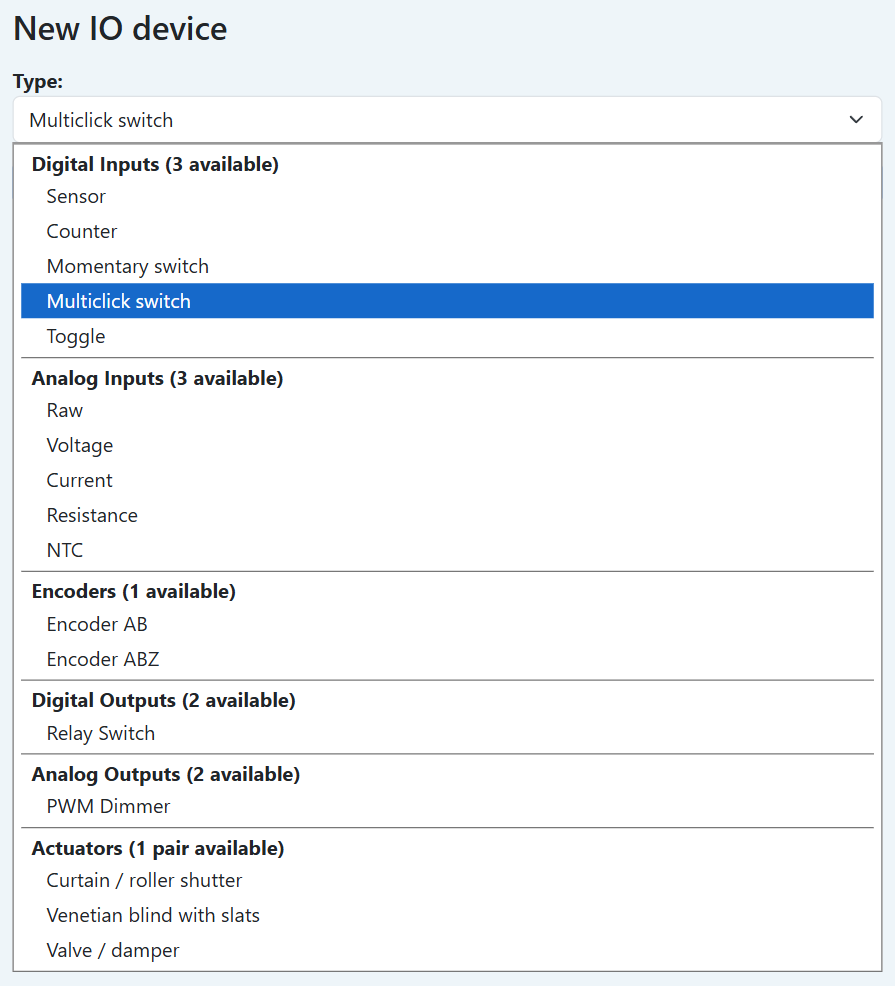 New IO device
Type:
Multiclick switch
Digital Inputs (3 available)
Sensor
Counter
Momentary switch
Multiclick switch
Toggle
Analog Inputs (3 available)
Raw
Voltage
Current
Resistance
NTC
Encoders (1 available)
Encoder AB
Encoder ABZ
Digital Outputs (2 available)
Relay Switch
Analog Outputs (2 available)
PWM Dimmer
Actuators (1 pair available)
Curtain / roller shutter
Venetian blind with slats
Valve / damper